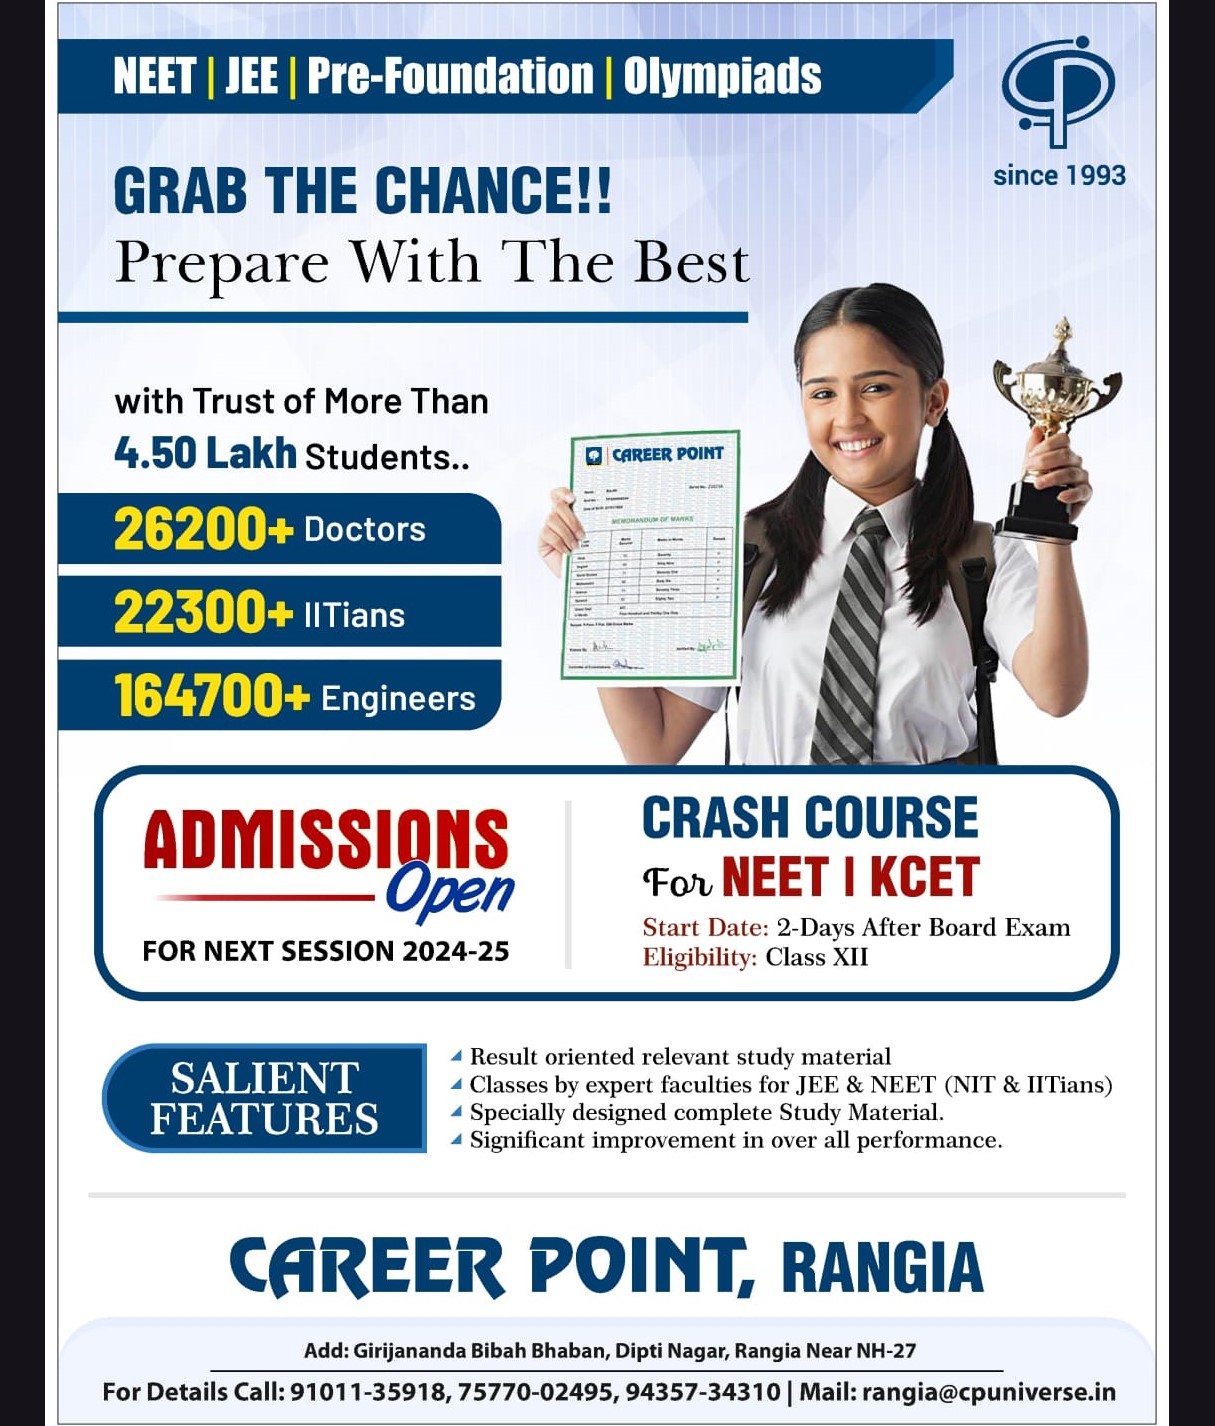 NEET | JEE | Pre-Foundation | Olympiads
since 1993
GRAB THE CHANCE!!
Prepare With The Best
with Trust of More Than
4.50 Lakh Students..
26200+ Doctors
22300+ IITians
164700+ Engineers
CAREER POINT
MEMORANDUM OF MARKS
ADMISSIONS
Open
FOR NEXT SESSION 2024-25
CRASH COURSE
For NEET | KCET
Start Date: 2-Days After Board Exam
Eligibility: Class XII
SALIENT
FEATURES
Result oriented relevant study material
Classes by expert faculties for JEE & NEET (NIT & IITians)
Specially designed complete Study Material.
Significant improvement in over all performance.
CAREER POINT, RANGIA
Add: Girijananda Bibah Bhaban, Dipti Nagar, Rangia Near NH-27
For Details Call: 91011-35918, 75770-02495, 94357-34310 | Mail: rangia@cpuniverse.in